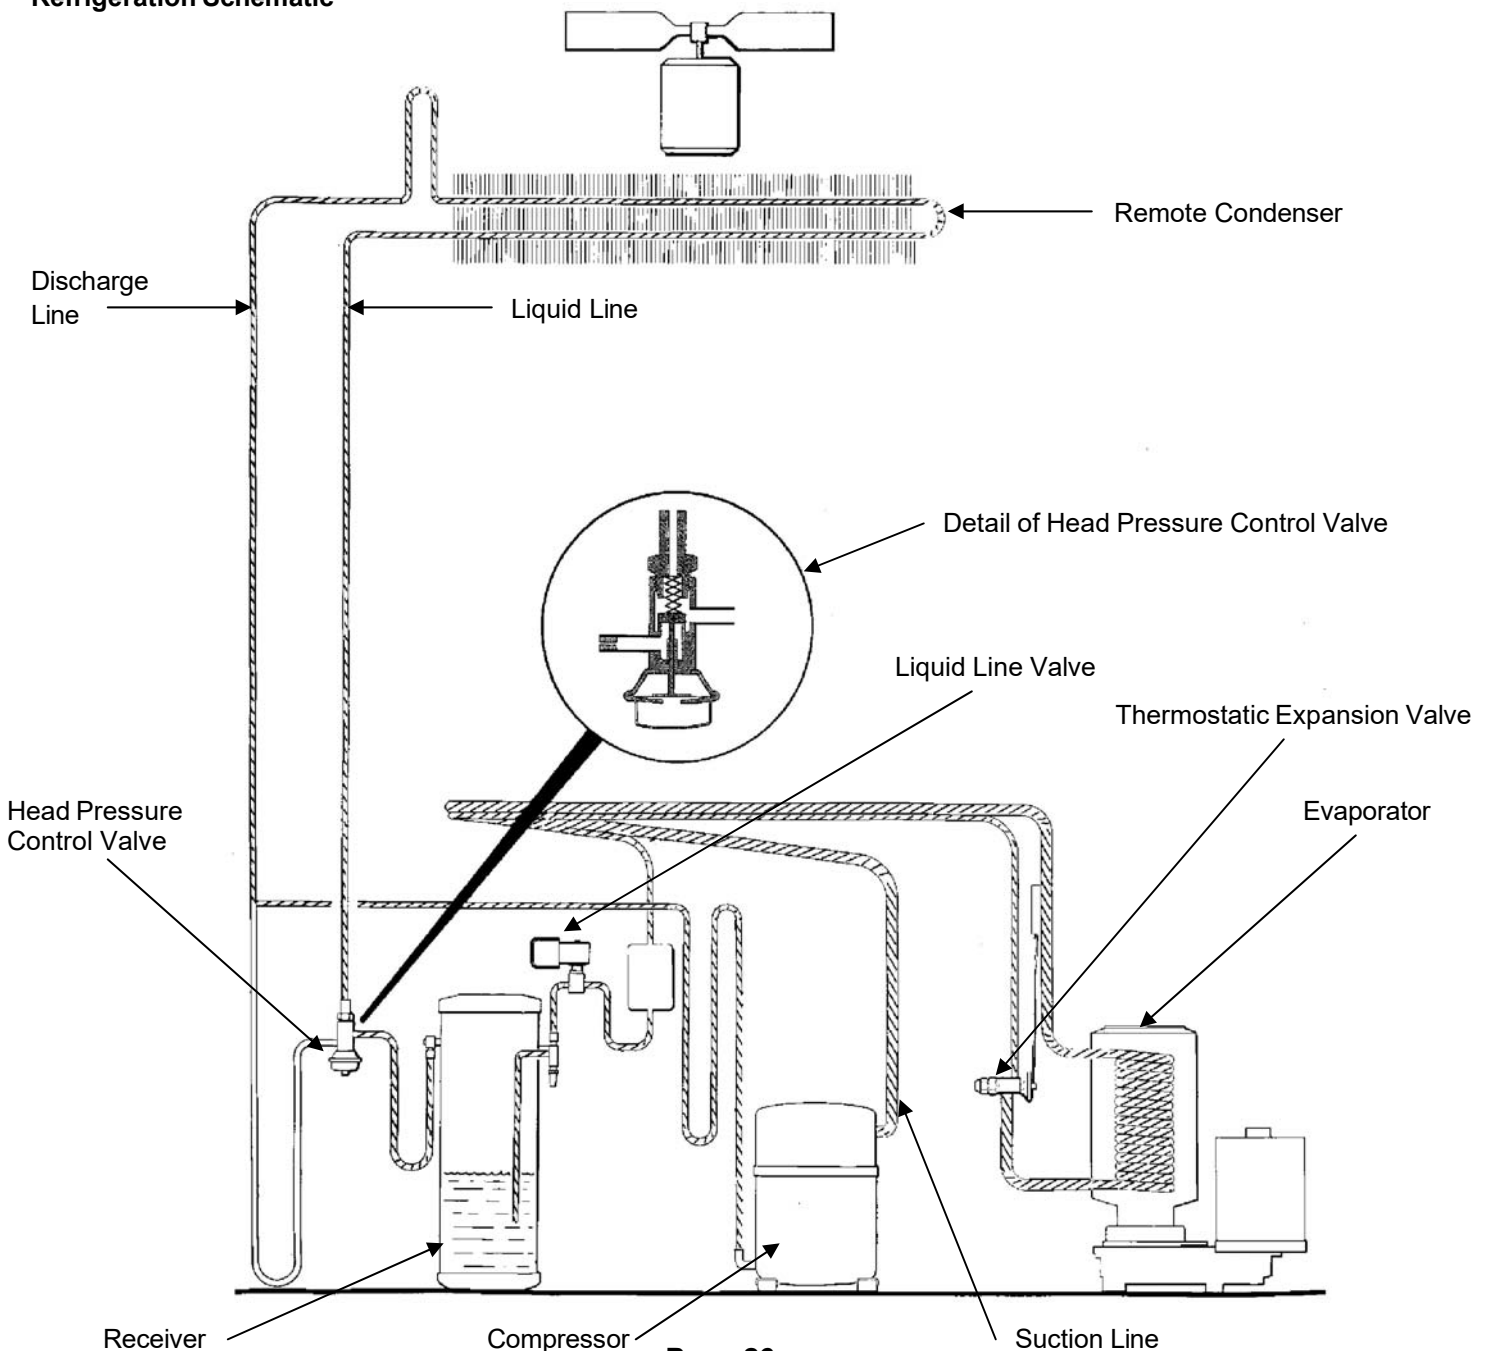 Refrigeration Schematic
Remote Condenser
Discharge
Line
Liquid Line
Detail of Head Pressure Control Valve
Liquid Line Valve
Thermostatic Expansion Valve
Head Pressure
Control Valve
Evaporator
Receiver
Compressor
Suction Line